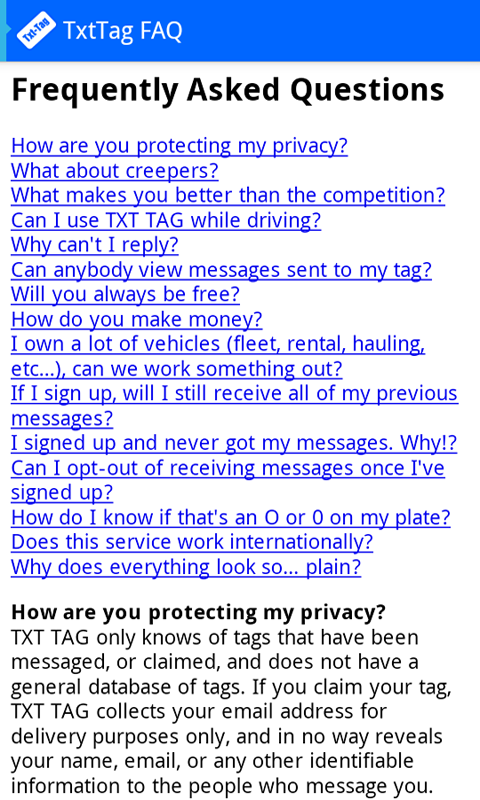 Txt-Tag
TxtTag FAQ
Frequently Asked Questions
How are you protecting my privacy?
What about creepers?
What makes you better than the competition?
Can I use TXT TAG while driving?
Why can't I reply?
Can anybody view messages sent to my tag?
Will you always be free?
How do you make money?
I own a lot of vehicles (fleet, rental, hauling,
etc...), can we work something out?
If I sign up, will I still receive all of my previous
messages?
I signed up and never got my messages. Why!?
Can I opt-out of receiving messages once I've
signed up?
How do I know if that's an O or 0 on my plate?
Does this service work internationally?
Why does everything look so... plain?
How are you protecting my privacy?
TXT TAG only knows of tags that have been
messaged, or claimed, and does not have a
general database of tags. If you claim your tag,
TXT TAG collects your email address for
delivery purposes only, and in no way reveals
your name, email, or any other identifiable
information to the people who message you.